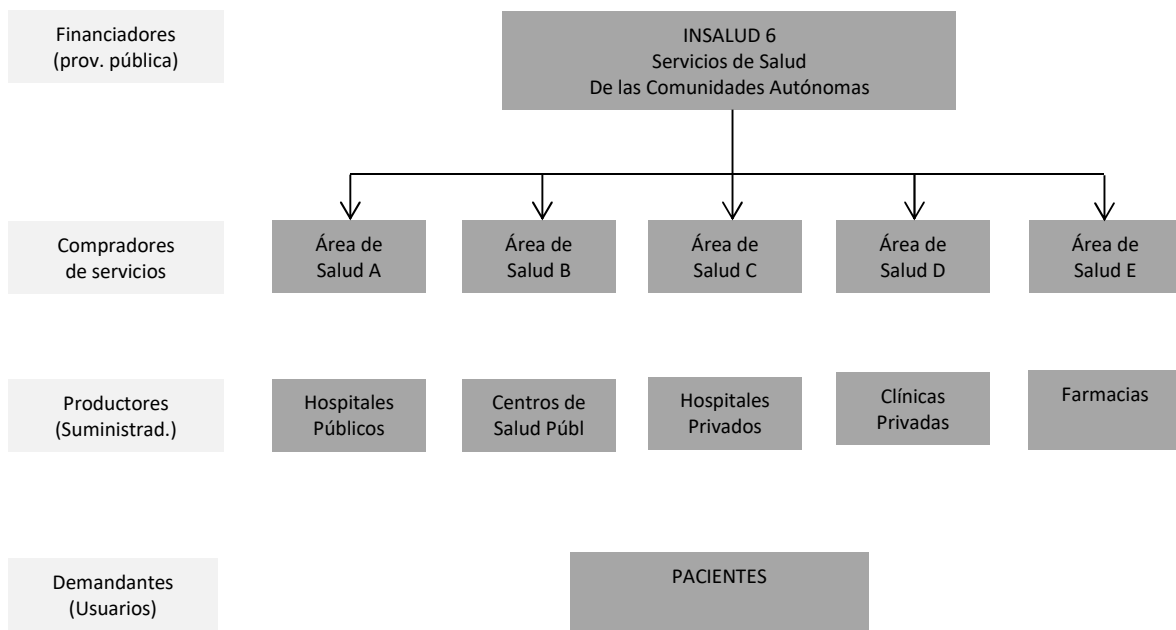 Financiadores
(prov. pública)
INSALUD 6
Servicios de Salud
De las Comunidades Autónomas
Compradores
de servicios
Área de
Salud A
Área de
Salud B
Área de
Salud C
Área de
Salud D
Área de
Salud E
Productores
(Suministrad.)
Hospitales
Públicos
Centros de
Salud Públ
Hospitales
Privados
Clínicas
Privadas
Farmacias
Demandantes
(Usuarios)
PACIENTES